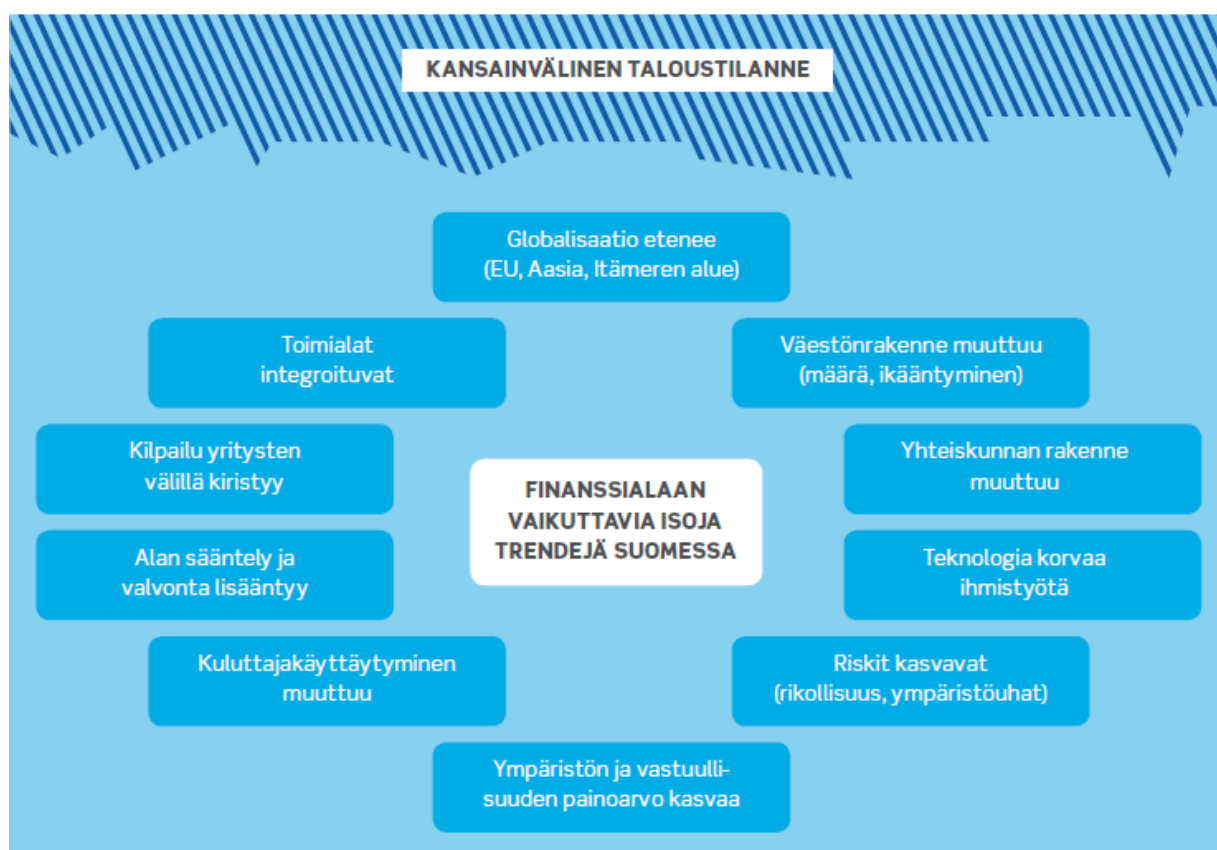 KANSAINVÄLINEN TALOUSTILANNE
Globalisaatio etenee
(EU, Aasia, Itämeren alue)
Toimialat
integroituvat
Väestönrakenne muuttuu
(määrä, ikääntyminen)
Kilpailu yritysten
välillä kiristyy
FINANSSIALAAN
VAIKUTTAVIA ISOJA
TRENDEJÄ SUOMESSA
Yhteiskunnan rakenne
muuttuu
Alan sääntely ja
valvonta lisääntyy
Teknologia korvaa
ihmistyötä
Kuluttajakäyttäytyminen
muuttuu
Riskit kasvavat
(rikollisuus, ympäristöuhat)
Ympäristön ja vastuulli-
suuden painoarvo kasvaa